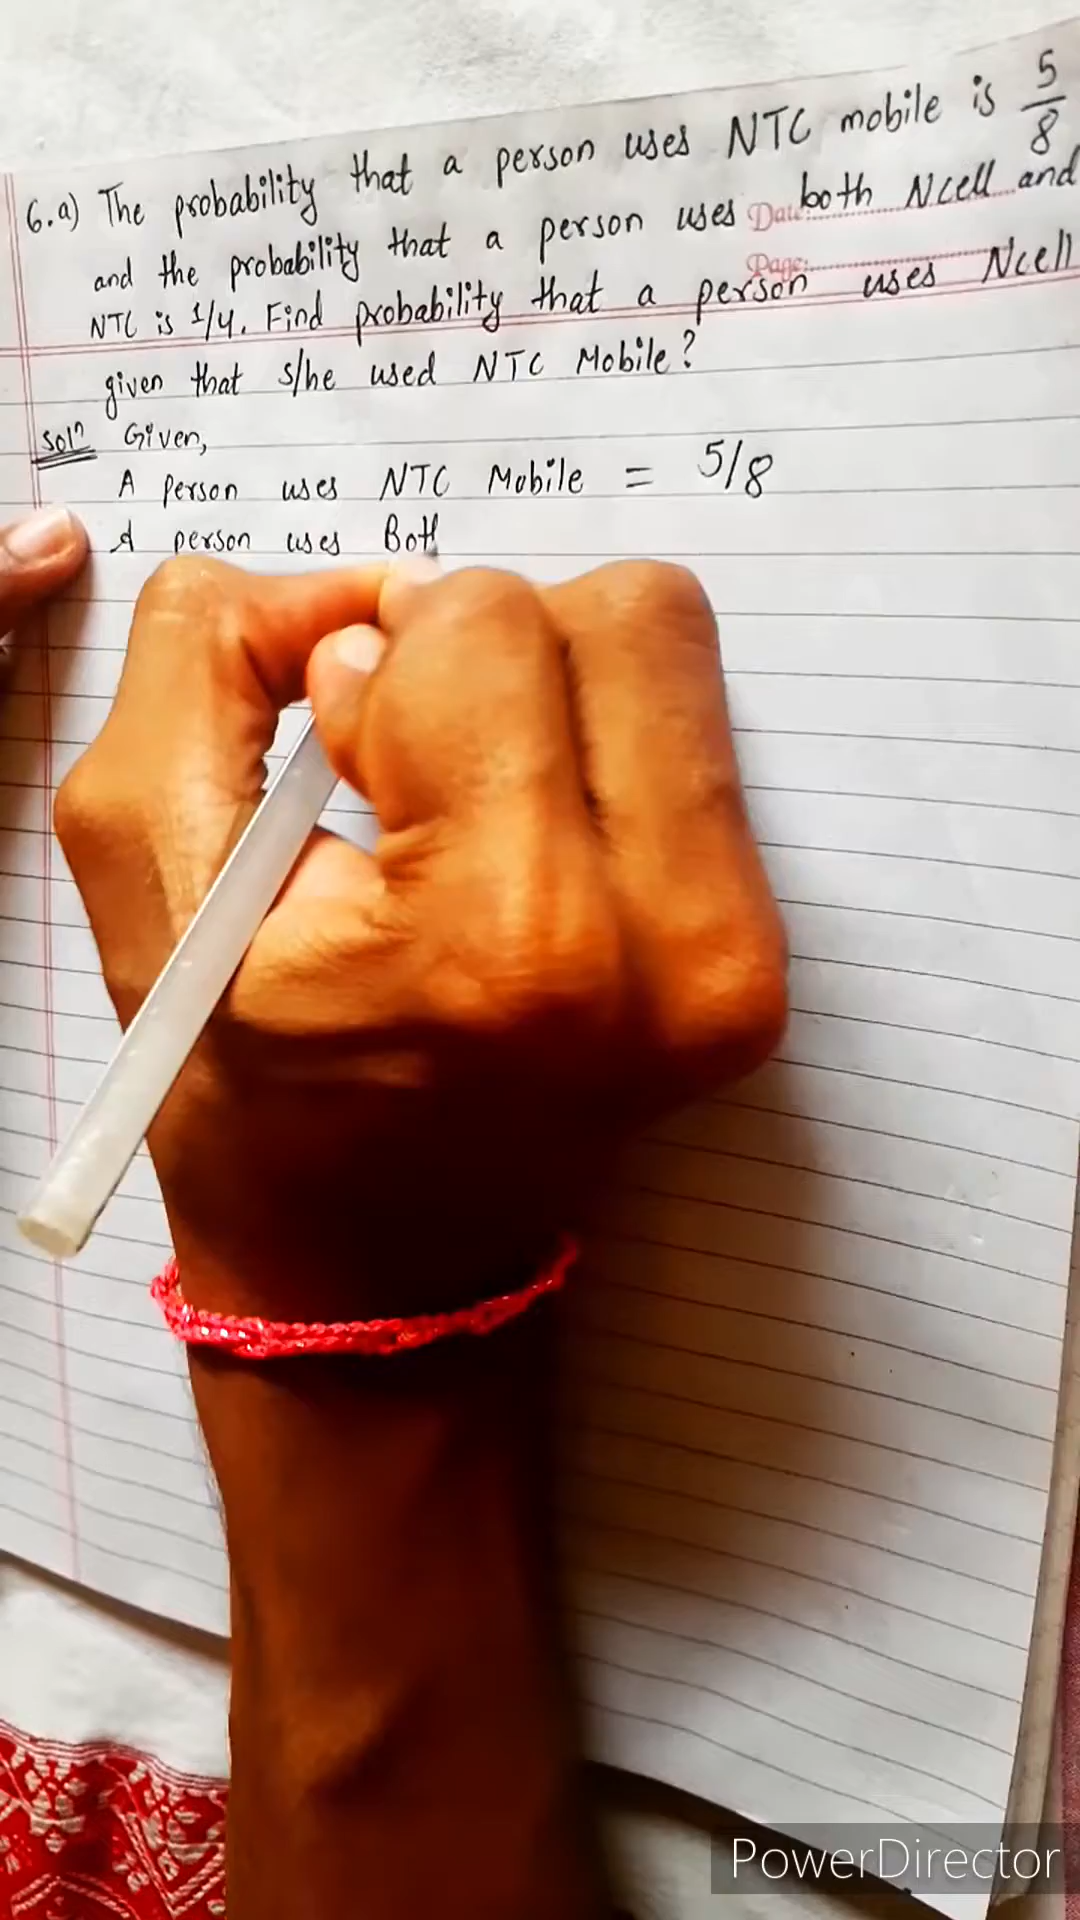 6.a) The probability that a person uses NTC mobile is 5/8
and the probability that a person uses both Ncell and
Date:
Page:
NTC is 1/4. Find probability that a person uses Ncell
given that s/he used NTC Mobile?
Solⁿ Given,
A person uses NTC Mobile = 5/8
A person uses Both
PowerDirector